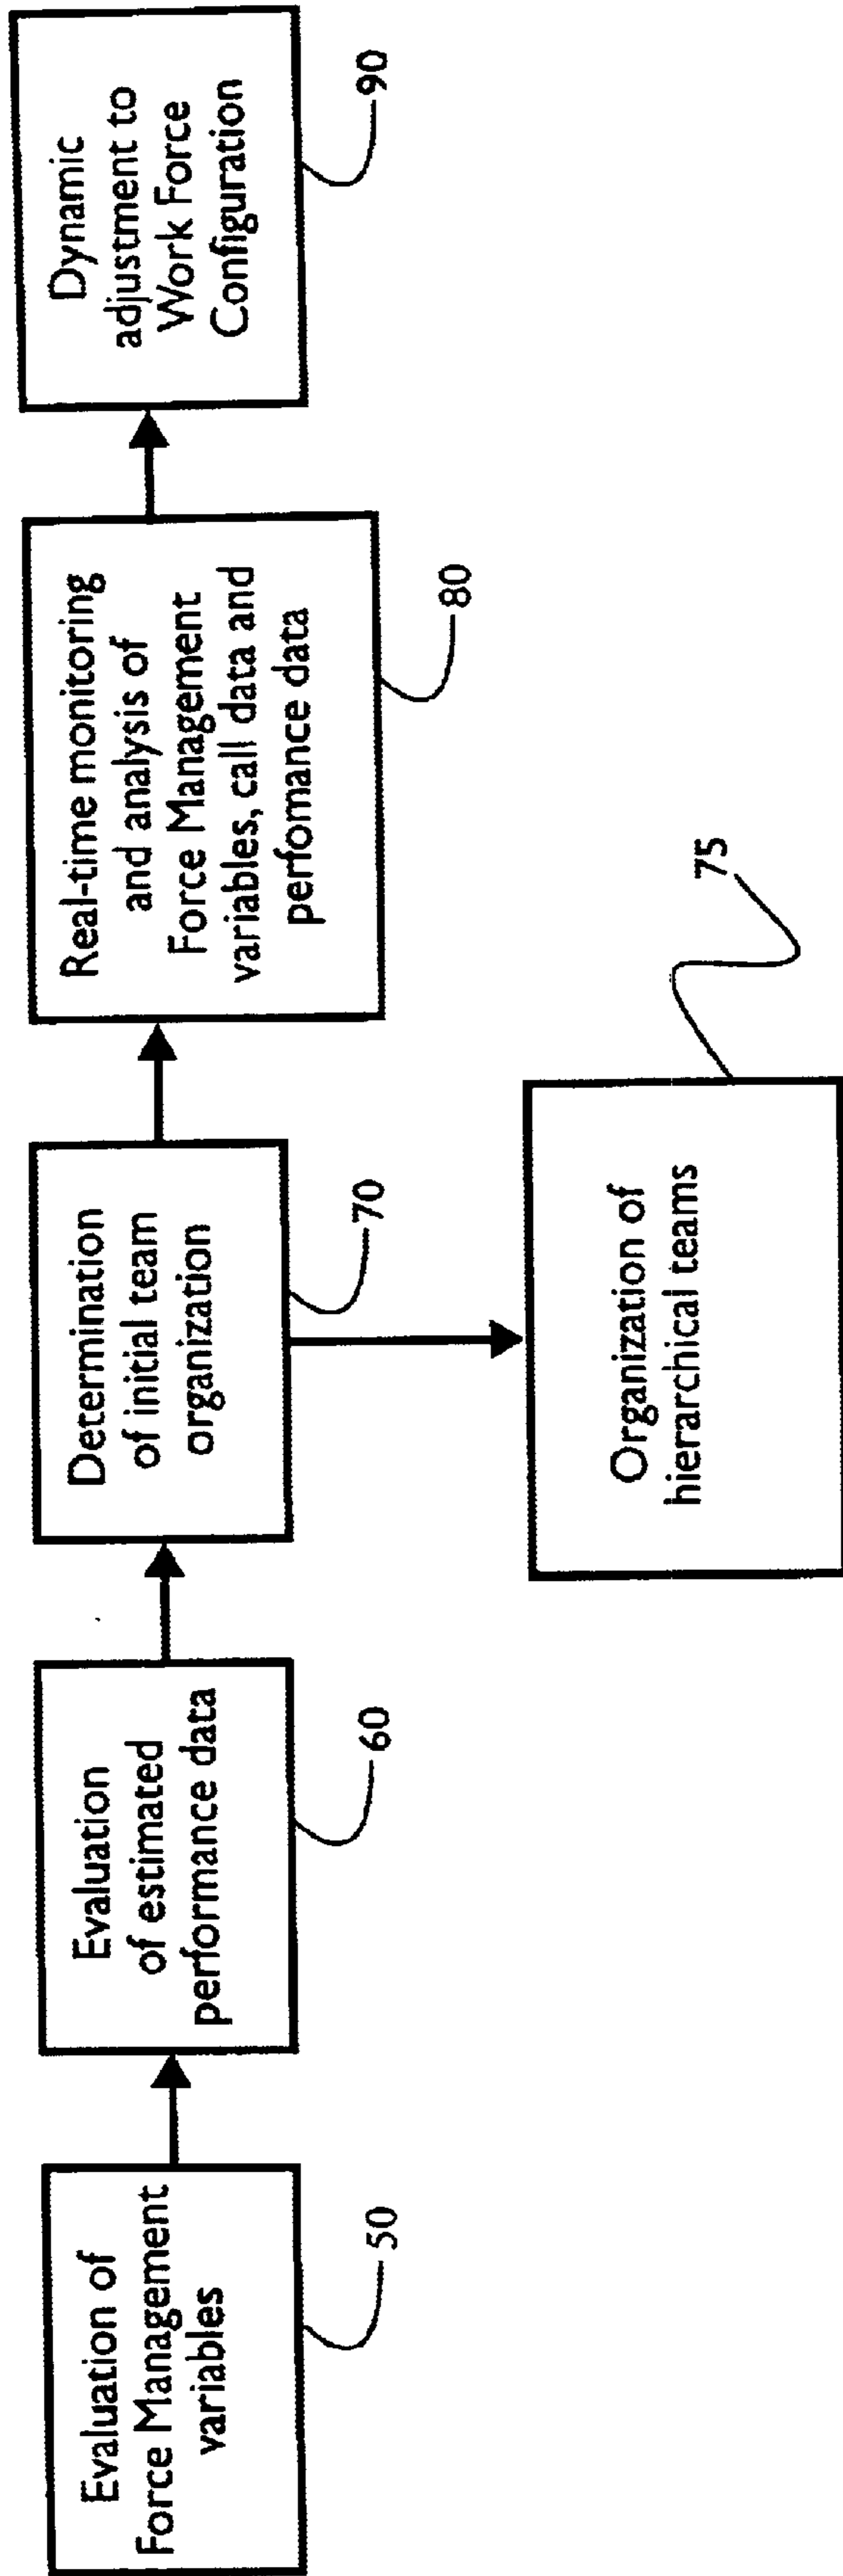 Evaluation of
Force Management
variables
50
Evaluation
of estimated
performance data
60
Determination
of initial team
organization
70
Organization of
hierarchical teams
75
Real-time monitoring
and analysis of
Force Management
variables, call data and
perfomance data
80
Dynamic
adjustment to
Work Force
Configuration
90